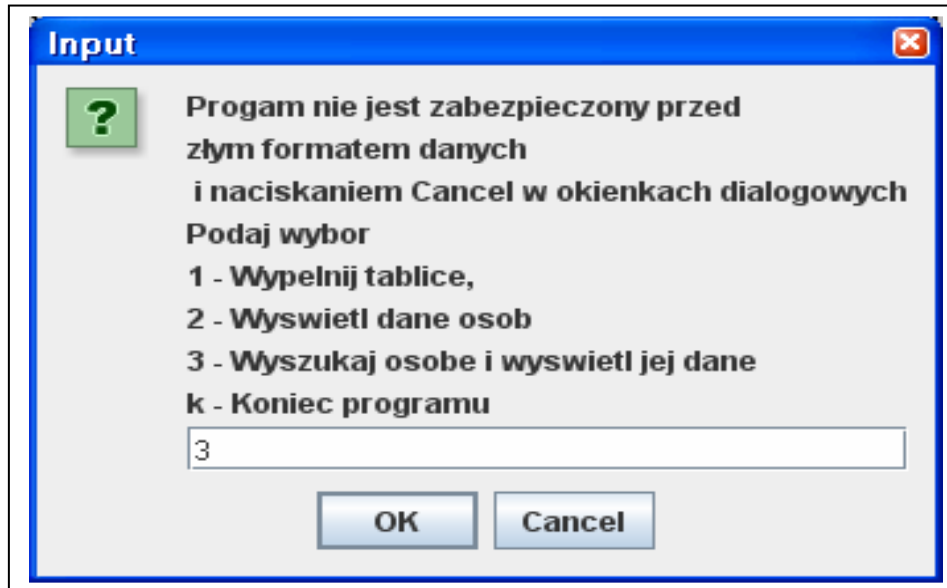 Input
?
Progam nie jest zabezpieczony przed
złym formatem danych
i naciskaniem Cancel w okienkach dialogowych
Podaj wybor
1 - Wypelnij tablice,
2 - Wyswietl dane osob
3 - Wyszukaj osobe i wyswietl jej dane
k - Koniec programu
3
OK Cancel